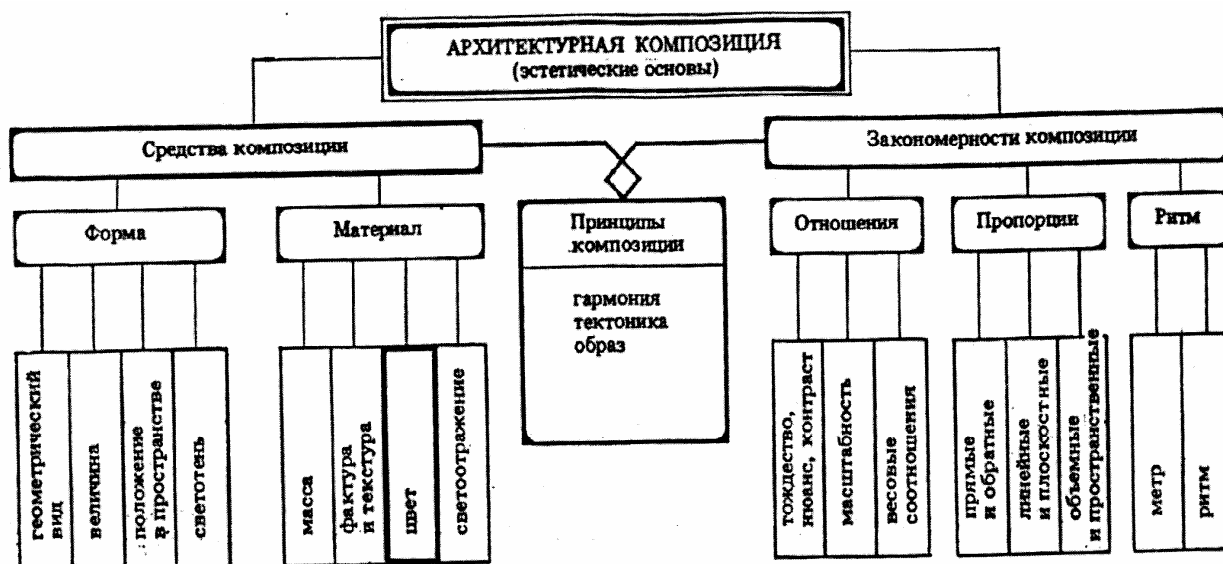 АРХИТЕКТУРНАЯ КОМПОЗИЦИЯ
(эстетические основы)
Средства композиции
Закономерности композиции
Форма
Материал
Принципы
композиции
Отношения
Пропорции
Ритм
гармония
тектоника
образ
геометрический
вид
величина
положение
в пространстве
светотень
масса
фактура
и текстура
цвет
светоотражение
тождество,
нюанс, контраст
масштабность
весовые
соотношения
прямые
и обратные
линейные
и плоскостные
объемные
и пространственные
метр
ритм